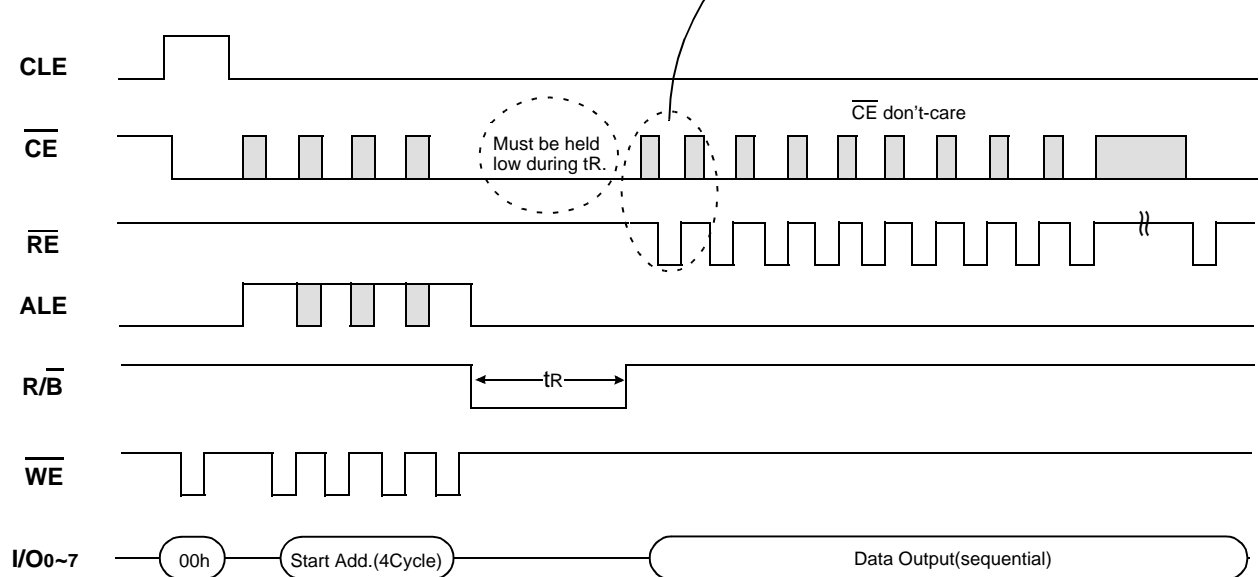 CLE
CE don't-care
CE
Must be held
low during tR.
RE
ALE
R/B
tR
WE
I/O0~7
00h
Start Add.(4Cycle)
Data Output(sequential)